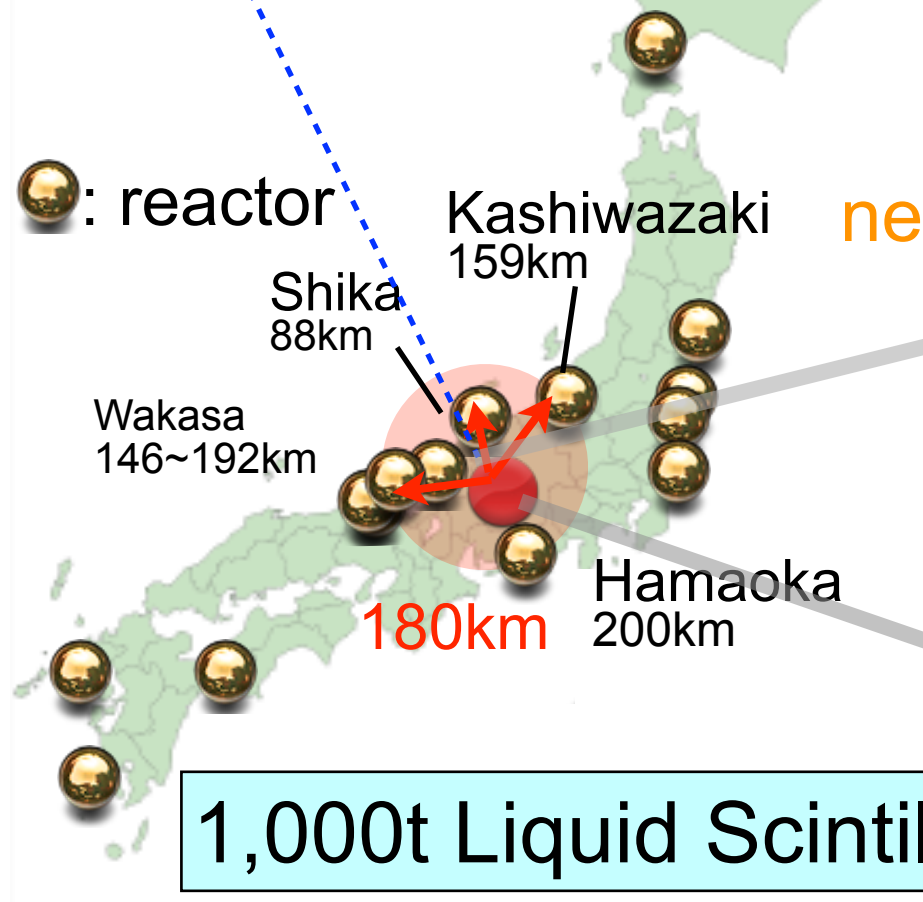 : reactor
Kashiwazaki
159km
ne
Shika
88km
Wakasa
146~192km
Hamaoka
200km
180km
1,000t Liquid Scintil